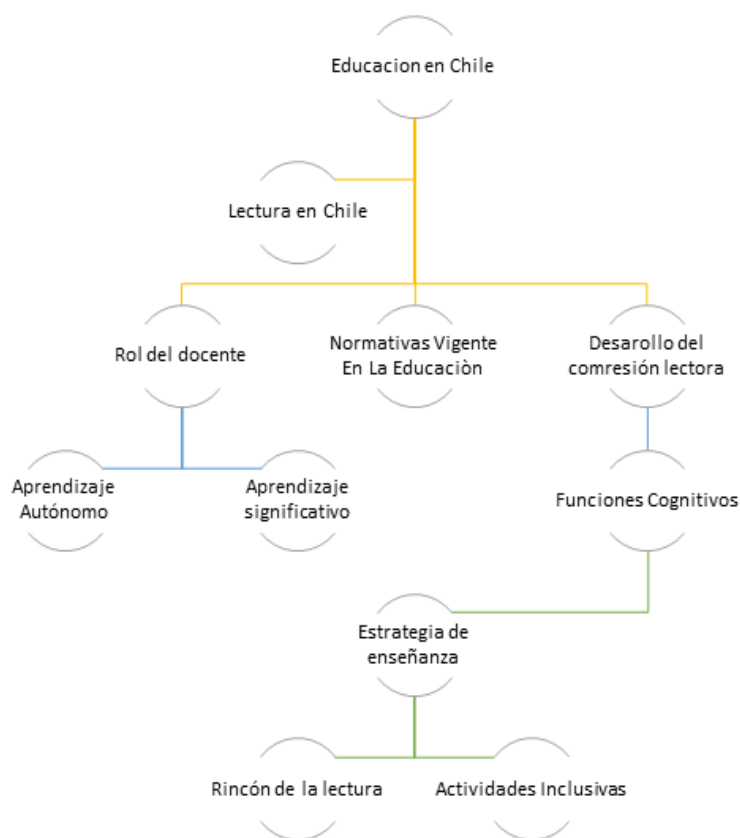 Educacion en Chile
Lectura en Chile
Rol del docente
Normativas Vigente
En La Educaciòn
Desarollo del
comresión lectora
Aprendizaje
Autónomo
Aprendizaje
significativo
Funciones Cognitivos
Estrategia de
enseñanza
Rincón de la lectura
Actividades Inclusivas